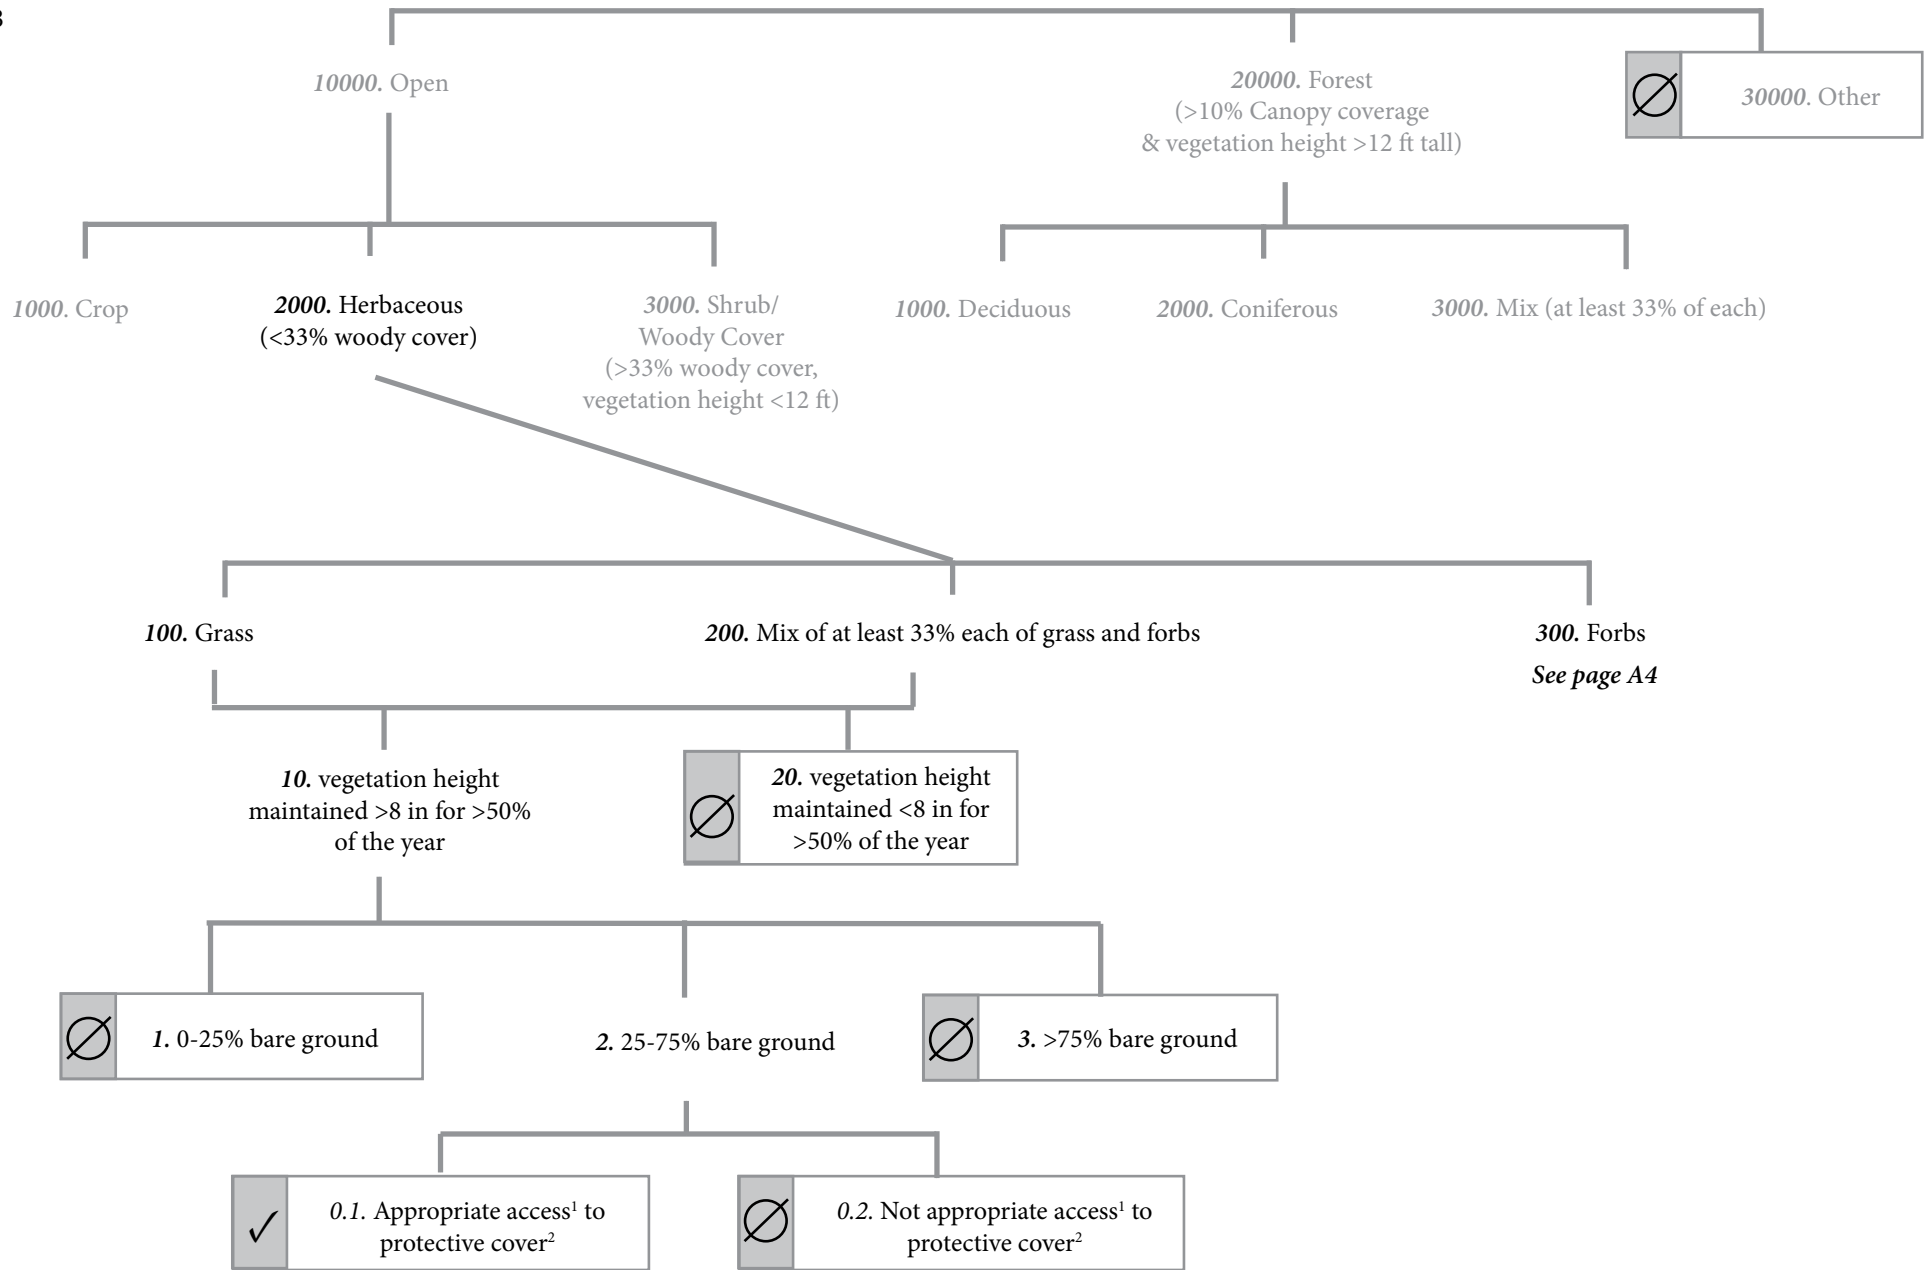 10000. Open
20000. Forest
(>10% Canopy coverage
& vegetation height >12 ft tall)
30000. Other
1000. Crop
2000. Herbaceous
(<33% woody cover)
3000. Shrub/
Woody Cover
(>33% woody cover,
vegetation height <12 ft)
1000. Deciduous
2000. Coniferous
3000. Mix (at least 33% of each)
100. Grass
200. Mix of at least 33% each of grass and forbs
300. Forbs
See page A4
10. vegetation height
maintained >8 in for >50%
of the year
20. vegetation height
maintained <8 in for
>50% of the year
1. 0-25% bare ground
2. 25-75% bare ground
3. >75% bare ground
0.1. Appropriate access¹ to
protective cover²
0.2. Not appropriate access¹ to
protective cover²